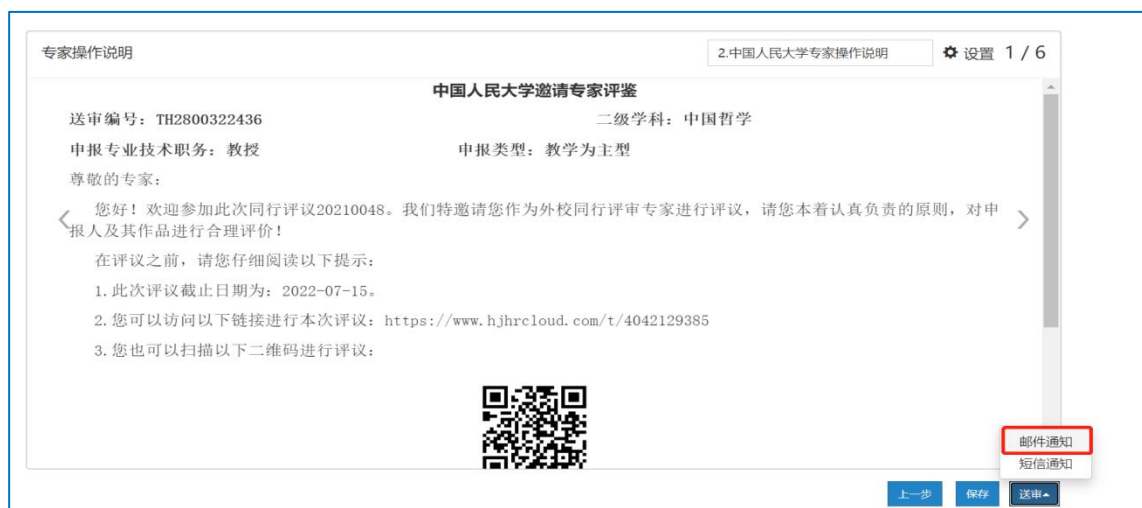 专家操作说明
2.中国人民大学专家操作说明
设置 1 / 6
中国人民大学邀请专家评鉴
送审编号：TH2800322436
二级学科：中国哲学
申报专业技术职务：教授
申报类型：教学为主型
尊敬的专家：
您好！欢迎参加此次同行评议20210048。我们特邀请您作为外校同行评审专家进行评议，请您本着认真负责的原则，对申
报人及其作品进行合理评价！
在评议之前，请您仔细阅读以下提示：
1.此次评议截止日期为：2022-07-15。
2.您可以访问以下链接进行本次评议：https://www.hjhrcloud.com/t/4042129385
3.您也可以扫描以下二维码进行评议：
邮件通知
短信通知
上一步
保存
送审